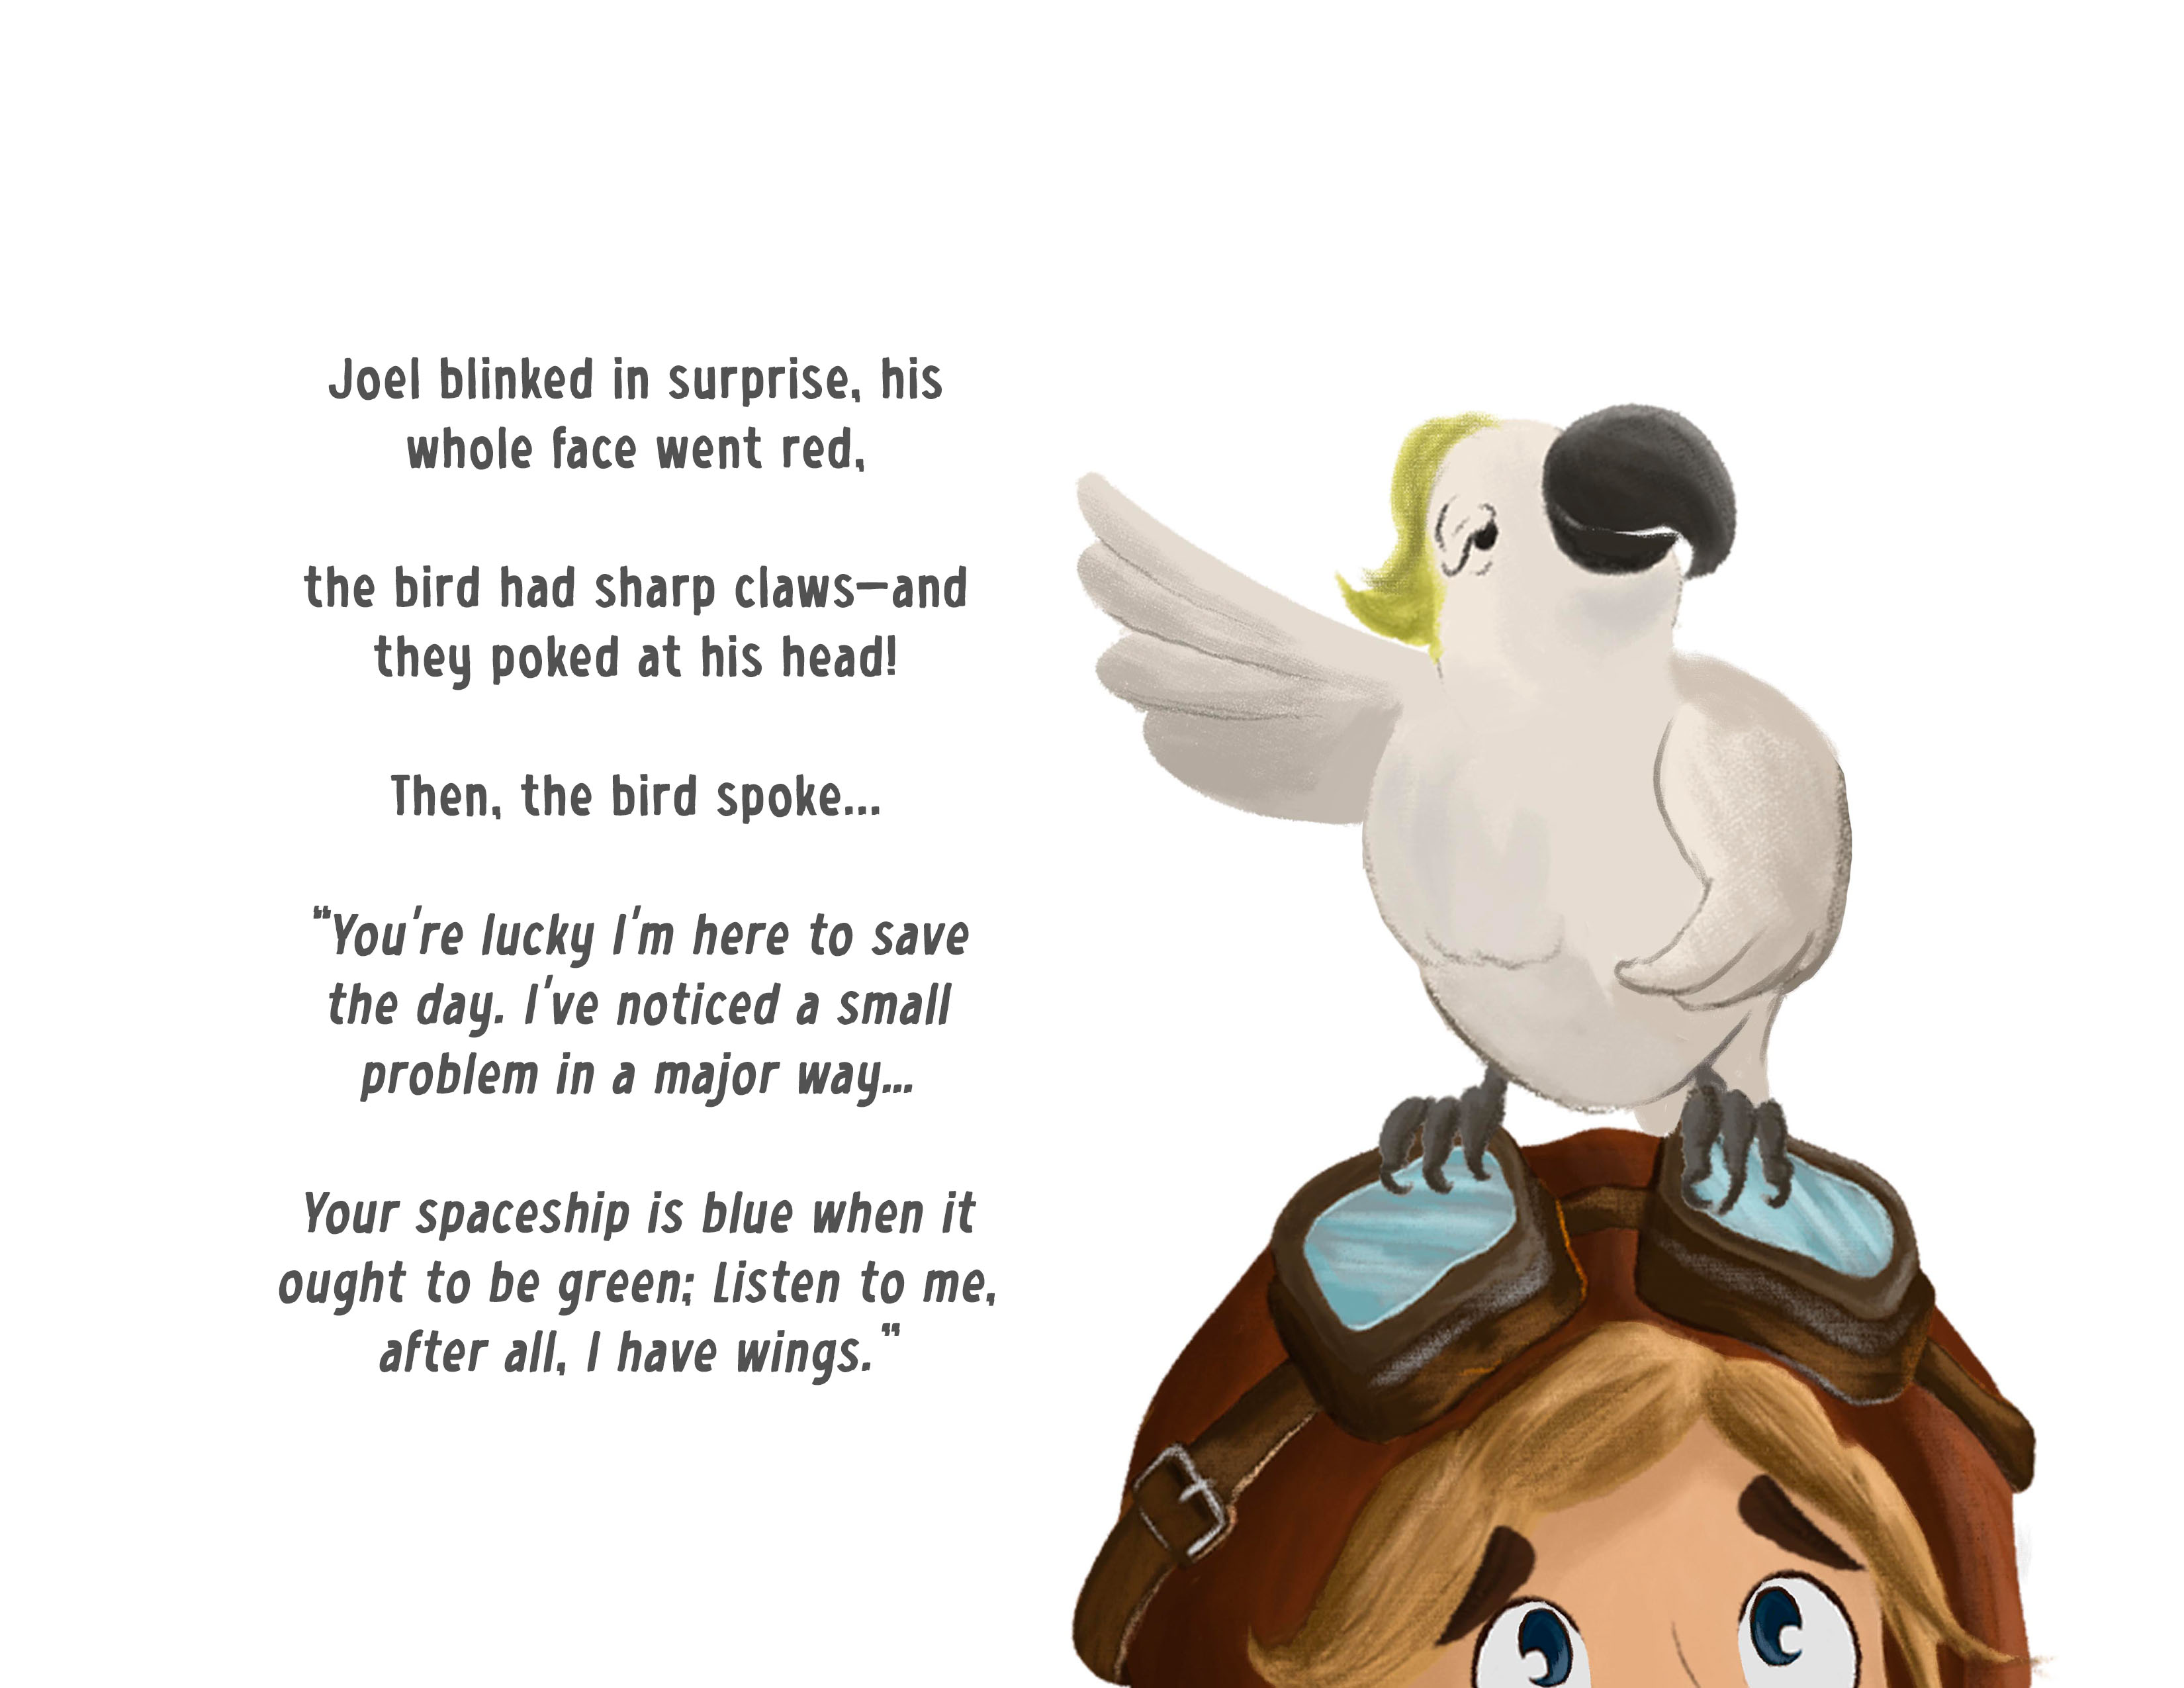 Joel blinked in surprise, his
whole face went red,
the bird had sharp claws—and
they poked at his head!
Then, the bird spoke...
"You're lucky I'm here to save
the day. I've noticed a small
problem in a major way...
Your spaceship is blue when it
ought to be green; Listen to me,
after all, I have wings."